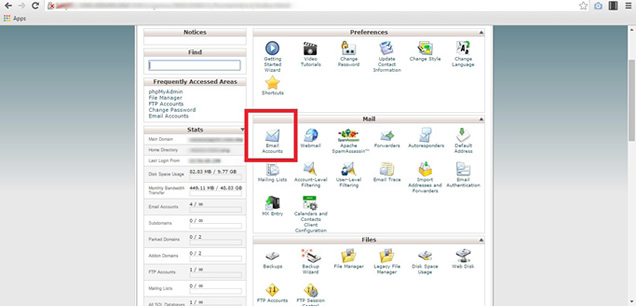 Apps
Notices
Find
Frequently Accessed Areas
phpMyAdmin
File Manager
FTP Accounts
Change Password
Email Accounts
Stats
Main Domain
Home Directory
Last Login From
Disk Space Usage
82.83 MB / 9.77 GB
Monthly Bandwidth
Transfer
449.11 MB / 48.83 GB
Email Accounts
4 / ∞
Subdomains
0 / ∞
Parked Domains
0 / 2
Addon Domains
0 / 2
FTP Accounts
1 / ∞
Mailing Lists
0 / ∞
All SQL Databases
1 / ∞
Preferences
Getting
Started
Wizard
Video
Tutorials
Change
Password
Update
Contact
Information
Change Style
Change
Language
Shortcuts
Mail
Email
Accounts
Webmail
Apache
SpamAssassin™
Forwarders
Autoresponders
Default
Address
Mailing Lists
Account-Level
Filtering
User-Level
Filtering
Email Trace
Import
Addresses and
Forwarders
Email
Authentication
MX Entry
Calendars and
Contacts
Client
Configuration
Files
Backups
Backup
Wizard
File Manager
Legacy File
Manager
Disk Space
Usage
Web Disk
FTP Accounts
FTP Session
Control